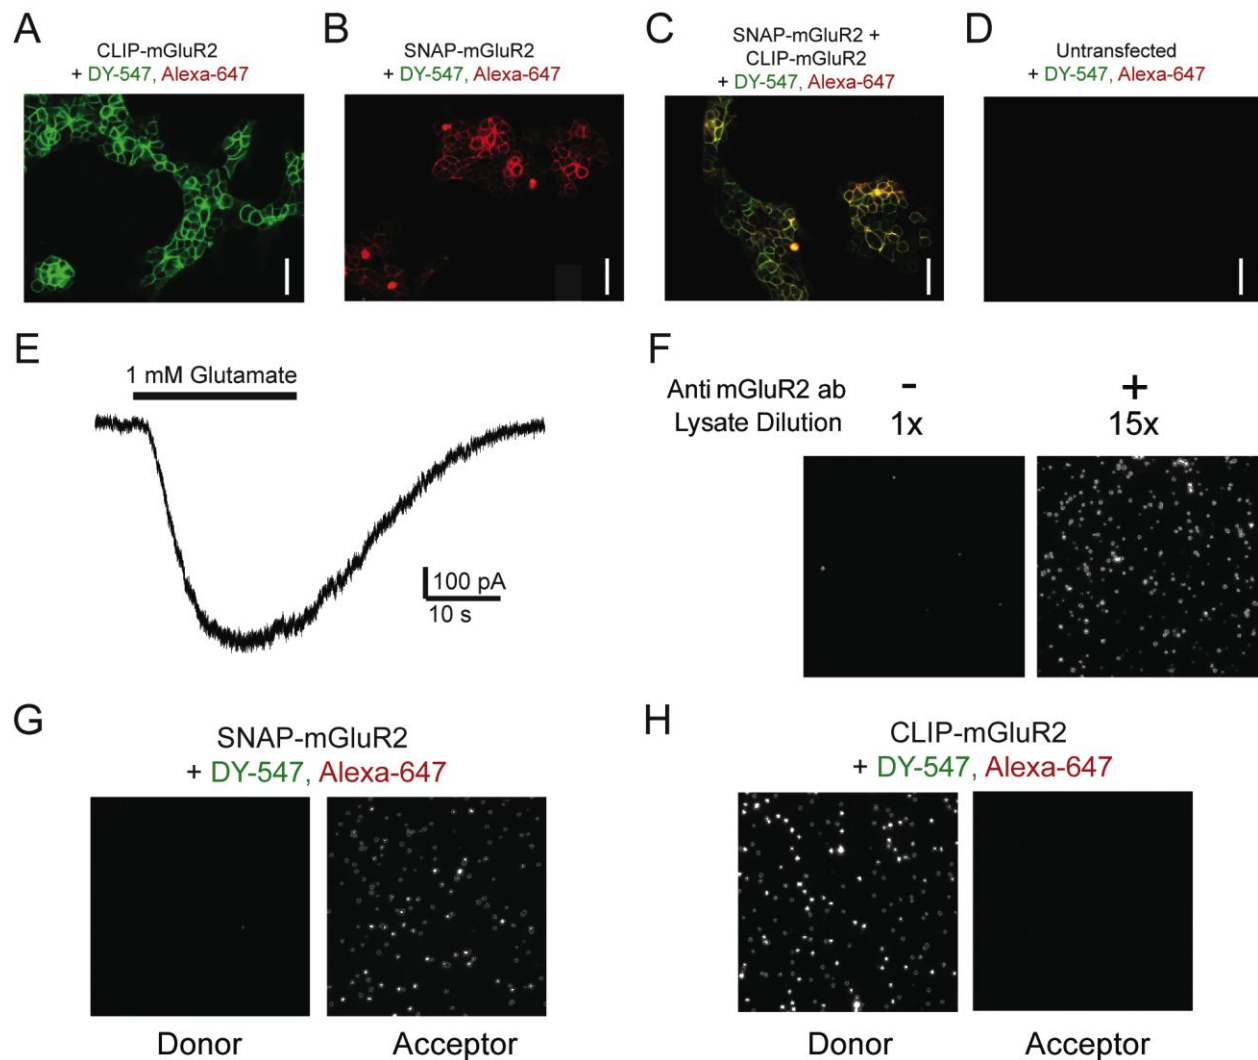 A
CLIP-mGluR2
+ DY-547, Alexa-647
B
SNAP-mGluR2
+ DY-547, Alexa-647
C
SNAP-mGluR2 +
CLIP-mGluR2
+ DY-547, Alexa-647
D
Untransfected
+ DY-547, Alexa-647
E
1 mM Glutamate
100 pA
10 s
F
Anti mGluR2 ab - +
Lysate Dilution 1x 15x
G
SNAP-mGluR2
+ DY-547, Alexa-647
Donor Acceptor
H
CLIP-mGluR2
+ DY-547, Alexa-647
Donor Acceptor